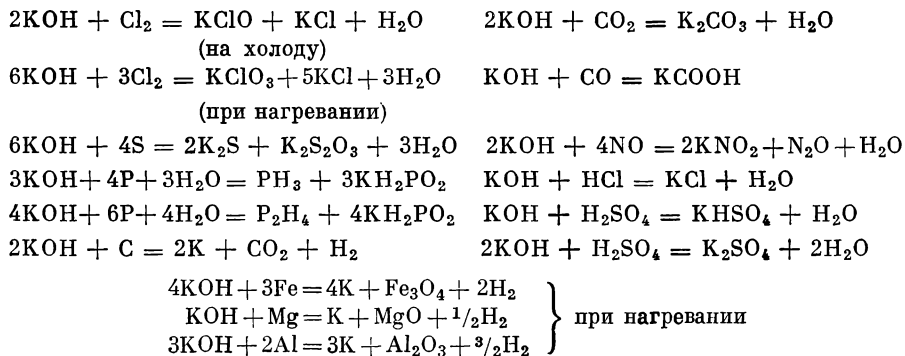 2KOH + Cl₂ = KClO + KCl + H₂O 2KOH + CO₂ = K₂CO₃ + H₂O
(на холоду)
6KOH + 3Cl₂ = KClO₃+5KCl+3H₂O KOH + CO = KCOOH
(при нагревании)
6KOH + 4S = 2K₂S + K₂S₂O₃ + 3H₂O 2KOH + 4NO = 2KNO₂+N₂O+H₂O
3KOH+4P+3H₂O= PH₃ + 3KH₂PO₂ KOH + HCl = KCl + H₂O
4KOH+6P+4H₂O= P₂H₄ + 4KH₂PO₂ KOH + H₂SO₄ = KHSO₄ + H₂O
2KOH + C = 2K + CO₂ + H₂ 2KOH + H₂SO₄ = K₂SO₄ + 2H₂O
4KOH+3Fe=4K+Fe₃O₄+2H₂
KOH+Mg=K+MgO+¹/₂H₂ } при нагревании
3KOH+2Al=3K+Al₂O₃+³/₂H₂